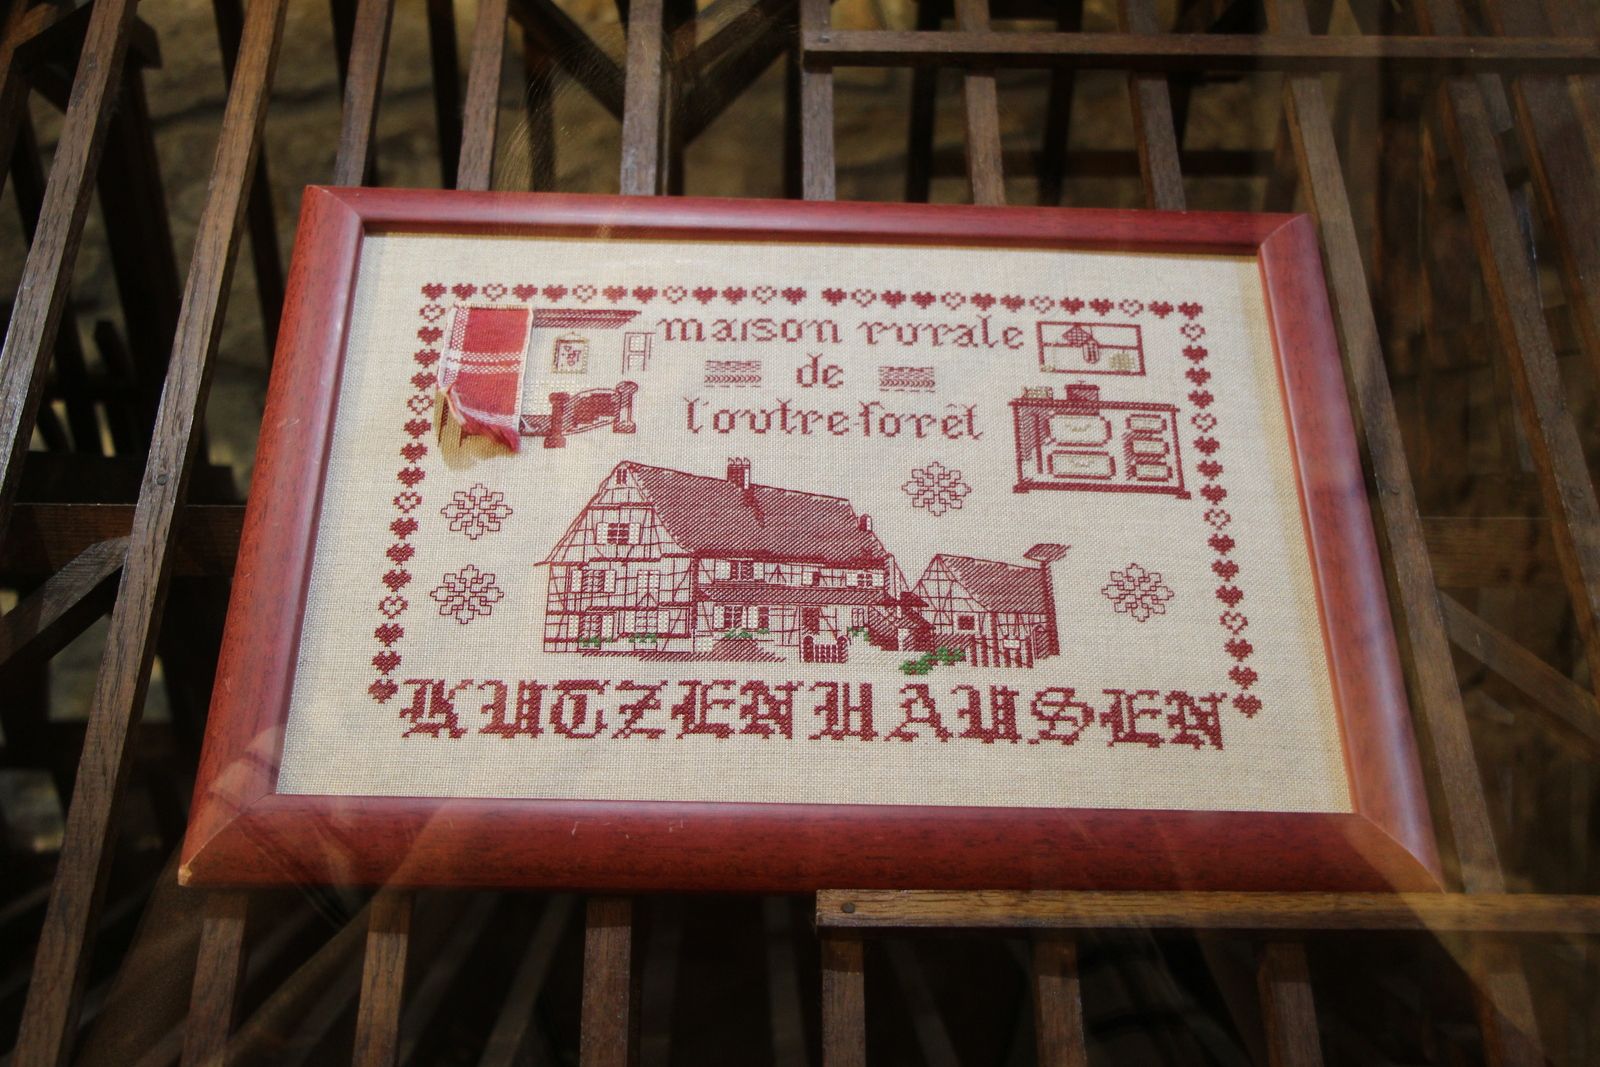 maison rurale
de
l'outre-forêt
KUTZENHAUSEN